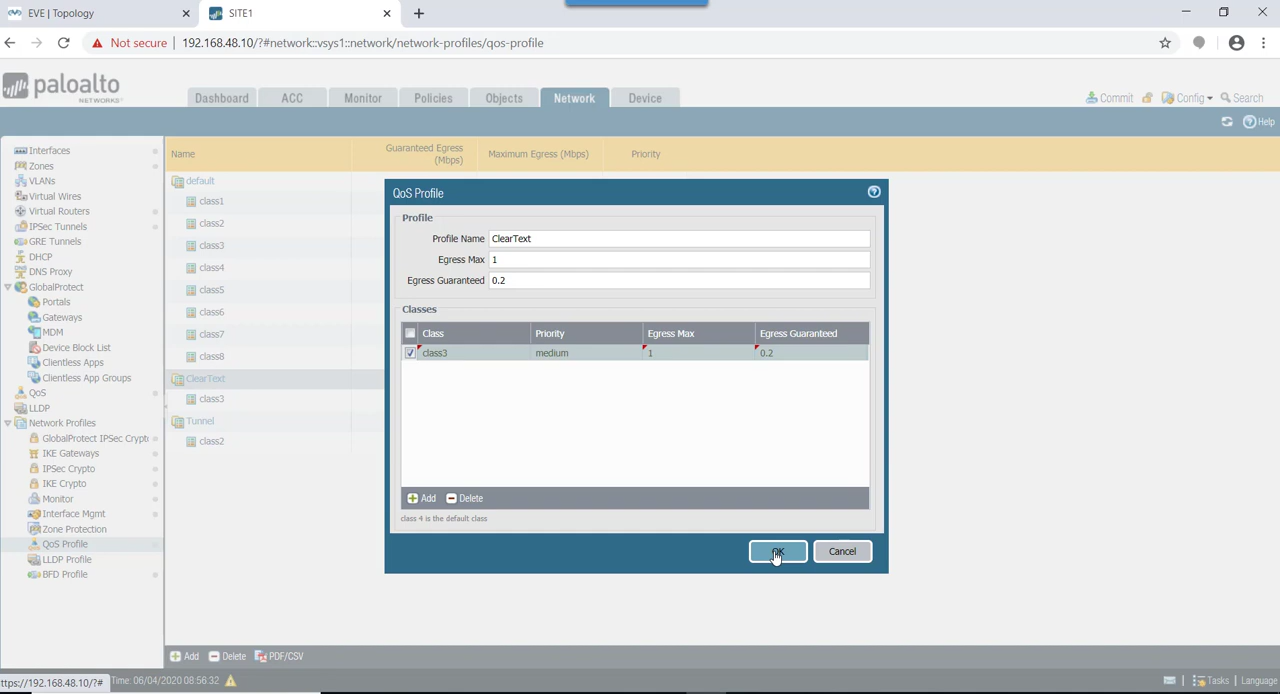 EVE | Topology
SITE1
Not secure | 192.168.48.10/?#network::vsys1::network/network-profiles/qos-profile
paloalto
NETWORKS
Dashboard ACC Monitor Policies Objects Network Device
Commit Config Search
Help
Interfaces
Zones
VLANs
Virtual Wires
Virtual Routers
IPSec Tunnels
GRE Tunnels
DHCP
DNS Proxy
GlobalProtect
Portals
Gateways
MDM
Device Block List
Clientless Apps
Clientless App Groups
QoS
LLDP
Network Profiles
GlobalProtect IPSec Crypt
IKE Gateways
IPSec Crypto
IKE Crypto
Monitor
Interface Mgmt
Zone Protection
QoS Profile
LLDP Profile
BFD Profile
Name Guaranteed Egress (Mbps) Maximum Egress (Mbps) Priority
default
class1
class2
class3
class4
class5
class6
class7
class8
ClearText
class3
Tunnel
class2
QoS Profile
Profile
Profile Name ClearText
Egress Max 1
Egress Guaranteed 0.2
Classes
Class Priority Egress Max Egress Guaranteed
class3 medium 1 0.2
Add Delete
class 4 is the default class
OK Cancel
Add Delete PDF/CSV
ttps://192.168.48.10/?# Time: 06/04/2020 08:56:32
Tasks | Language